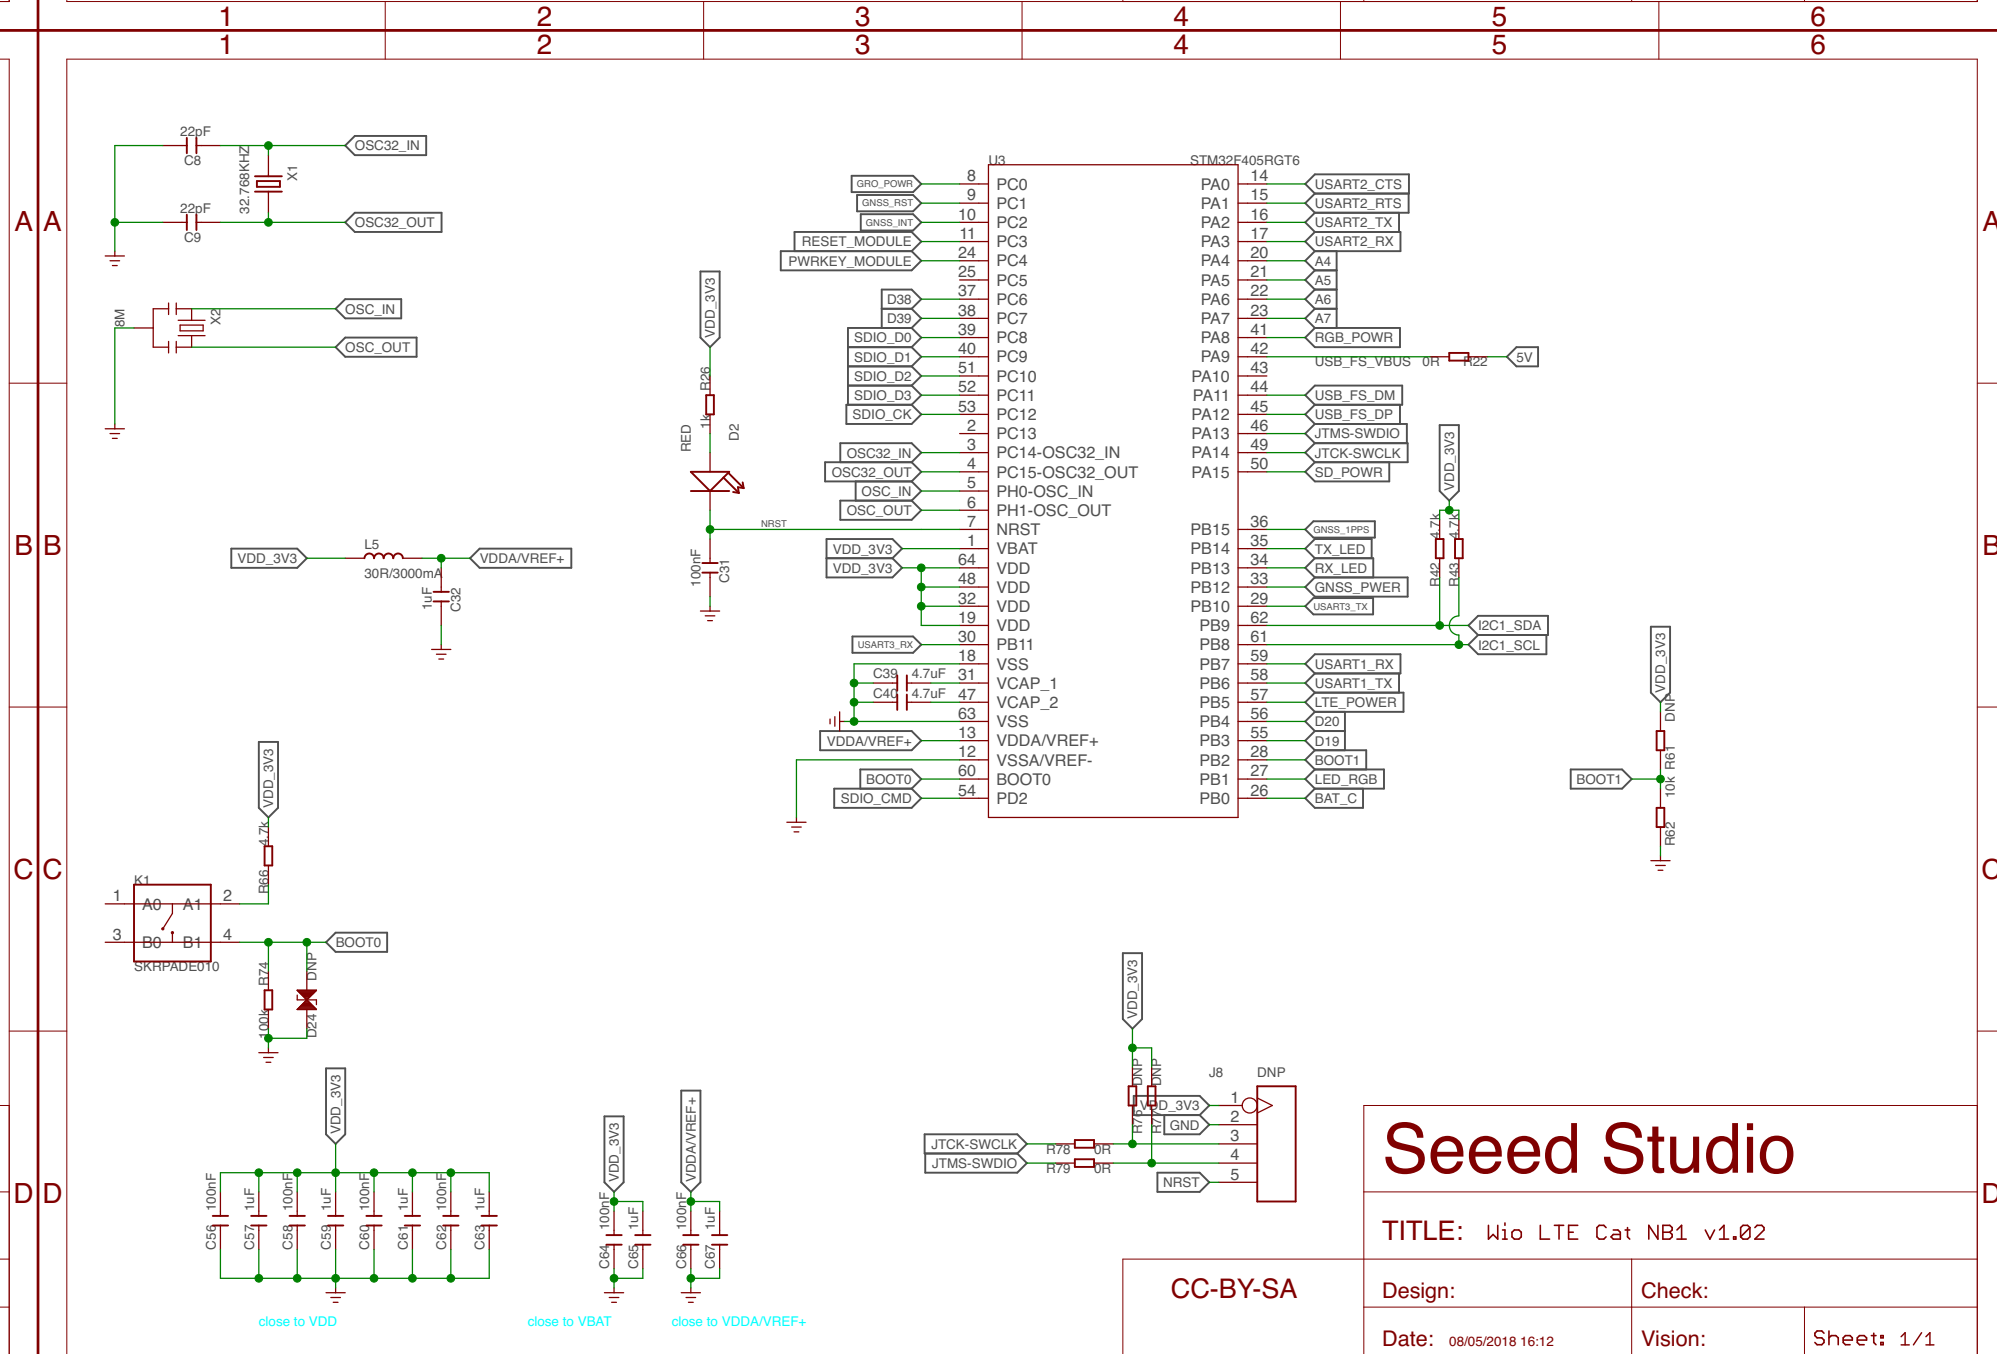 1 2 3 4 5 6
1 2 3 4 5 6
A A A
B B B
C C C
D D D
22pF
C8
OSC32_IN
32.768KHZ
X1
22pF
C9
OSC32_OUT
8M
X2
OSC_IN
OSC_OUT
VDD_3V3
L5
30R/3000mA
VDDA/VREF+
1uF
C32
VDD_3V3
R26
1k
RED
D2
NRST
100nF
C31
U3
STM32F405RGT6
GRO_POWR 8 PC0
GNSS_RST 9 PC1
GNSS_INT 10 PC2
RESET_MODULE 11 PC3
PWRKEY_MODULE 24 PC4
25 PC5
D38 37 PC6
D39 38 PC7
SDIO_D0 39 PC8
SDIO_D1 40 PC9
SDIO_D2 51 PC10
SDIO_D3 52 PC11
SDIO_CK 53 PC12
2 PC13
OSC32_IN 3 PC14-OSC32_IN
OSC32_OUT 4 PC15-OSC32_OUT
OSC_IN 5 PH0-OSC_IN
OSC_OUT 6 PH1-OSC_OUT
7 NRST
VDD_3V3 1 VBAT
VDD_3V3 64 VDD
48 VDD
32 VDD
19 VDD
USART3_RX 30 PB11
18 VSS
C39 4.7uF 31 VCAP_1
C40 4.7uF 47 VCAP_2
63 VSS
VDDA/VREF+ 13 VDDA/VREF+
12 VSSA/VREF-
BOOT0 60 BOOT0
SDIO_CMD 54 PD2
PA0 14 USART2_CTS
PA1 15 USART2_RTS
PA2 16 USART2_TX
PA3 17 USART2_RX
PA4 20 A4
PA5 21 A5
PA6 22 A6
PA7 23 A7
PA8 41 RGB_POWR
PA9 42 USB_FS_VBUS 0R R22 5V
PA10 43
PA11 44 USB_FS_DM
PA12 45 USB_FS_DP
PA13 46 JTMS-SWDIO
PA14 49 JTCK-SWCLK
PA15 50 SD_POWR
PB15 36 GNSS_1PPS
PB14 35 TX_LED
PB13 34 RX_LED
PB12 33 GNSS_PWER
PB10 29 USART3_TX
PB9 62 I2C1_SDA
PB8 61 I2C1_SCL
PB7 59 USART1_RX
PB6 58 USART1_TX
PB5 57 LTE_POWER
PB4 56 D20
PB3 55 D19
PB2 28 BOOT1
PB1 27 LED_RGB
PB0 26 BAT_C
VDD_3V3
4.7k 4.7k
R42 R43
VDD_3V3
DNP
R61
BOOT1
10k
R62
VDD_3V3
4.7k
R66
K1
1 A0 A1 2
3 B0 B1 4
SKRPADE010
BOOT0
R74
100k
DNP
D24
VDD_3V3
100nF 1uF 100nF 1uF 100nF 1uF 100nF 1uF
C56 C57 C58 C59 C60 C61 C62 C63
close to VDD
VDD_3V3
100nF 1uF
C64 C65
close to VBAT
VDDA/VREF+
100nF 1uF
C66 C67
close to VDDA/VREF+
VDD_3V3
DNP DNP
J8 DNP
VDD_3V3 1
GND 2
JTCK-SWCLK R78 0R 3
JTMS-SWDIO R79 0R 4
NRST 5
Seeed Studio
TITLE: Wio LTE Cat NB1 v1.02
CC-BY-SA
Design: Check:
Date: 08/05/2018 16:12 Vision: Sheet: 1/1